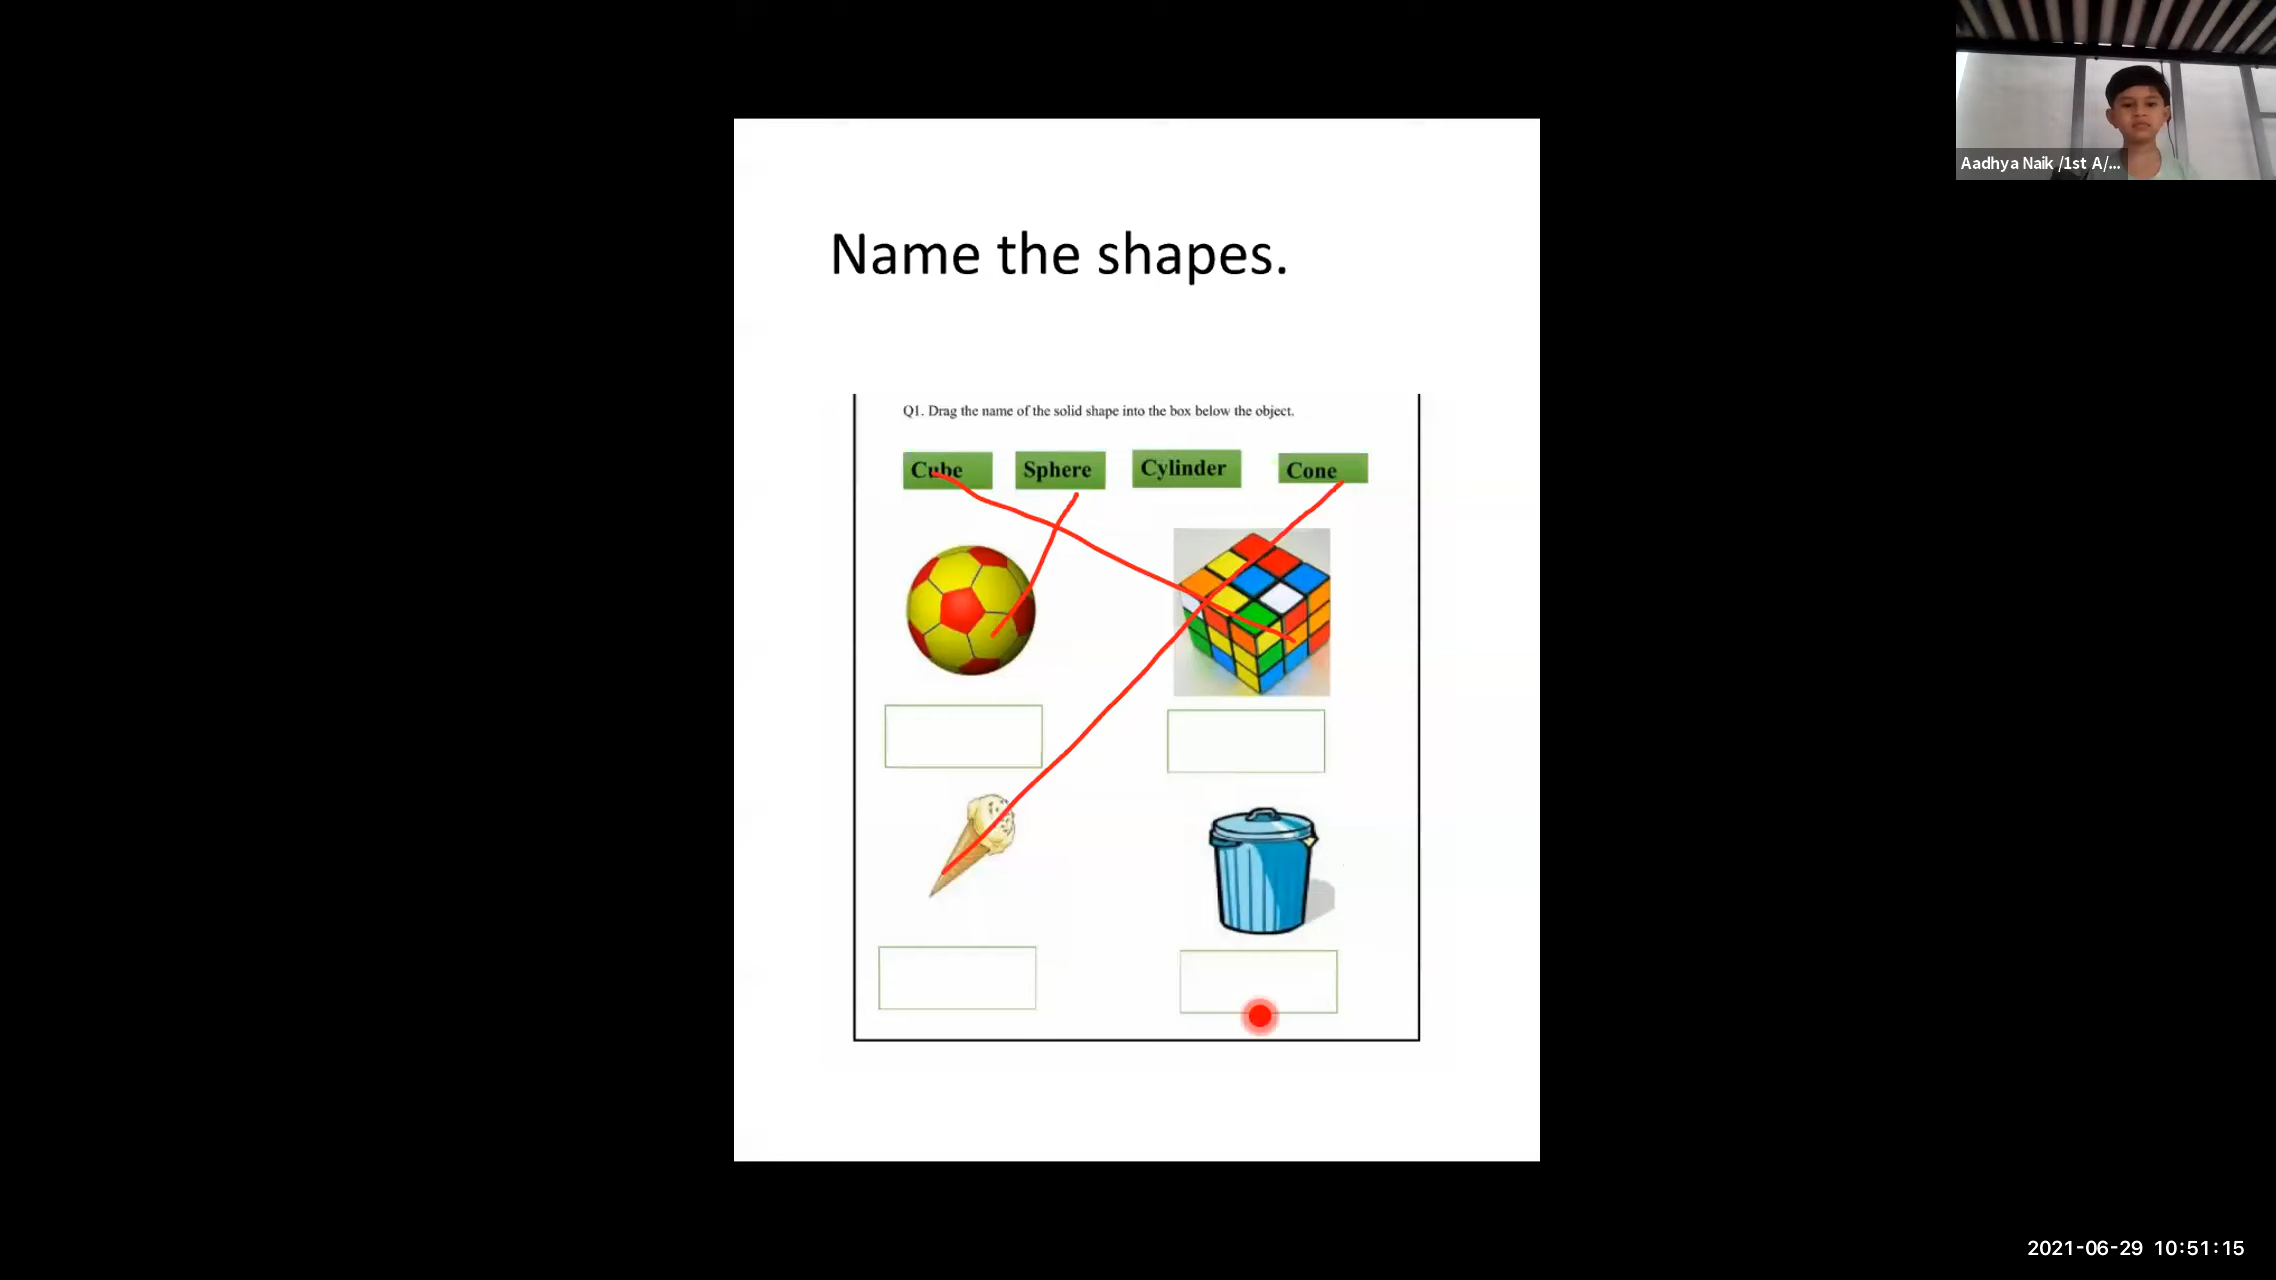 Aadhya Naik /1st A/...
Name the shapes.
Q1. Drag the name of the solid shape into the box below the object.
Cube Sphere Cylinder Cone
2021-06-29 10:51:15